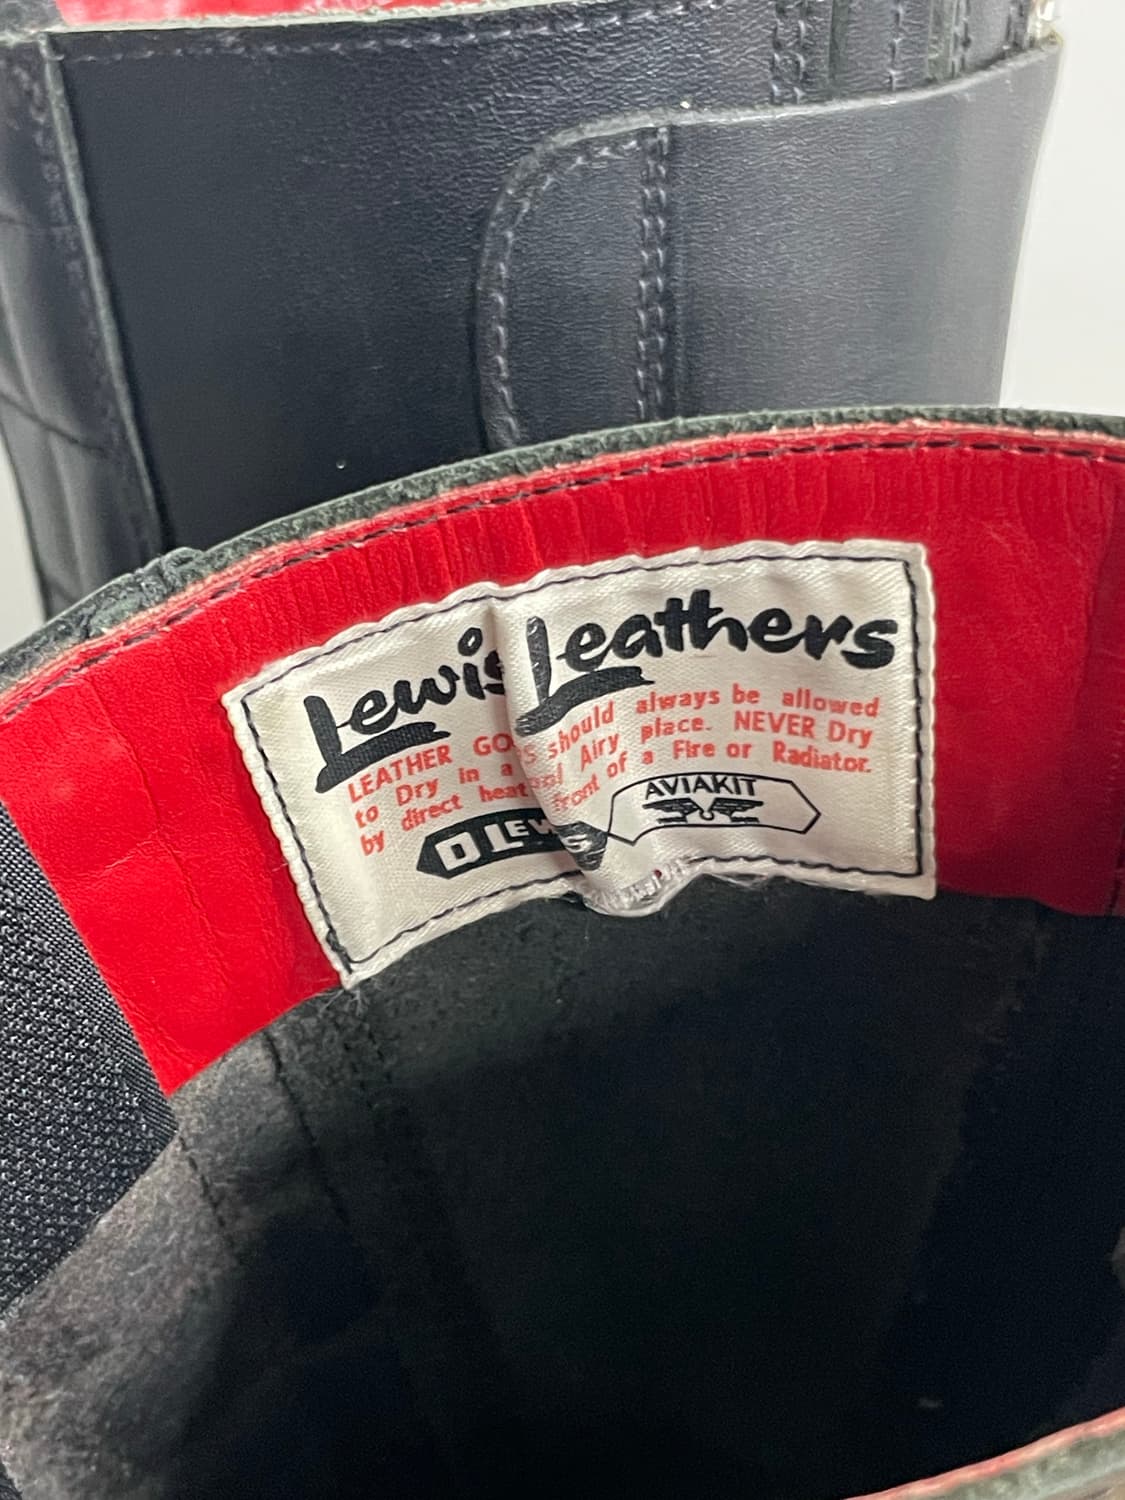 Lewis Leathers
LEATHER GO S should always be allowed
to Dry in a Airy place. NEVER Dry
by direct heat front of a Fire or Radiator.
D LEWIS AVIAKIT